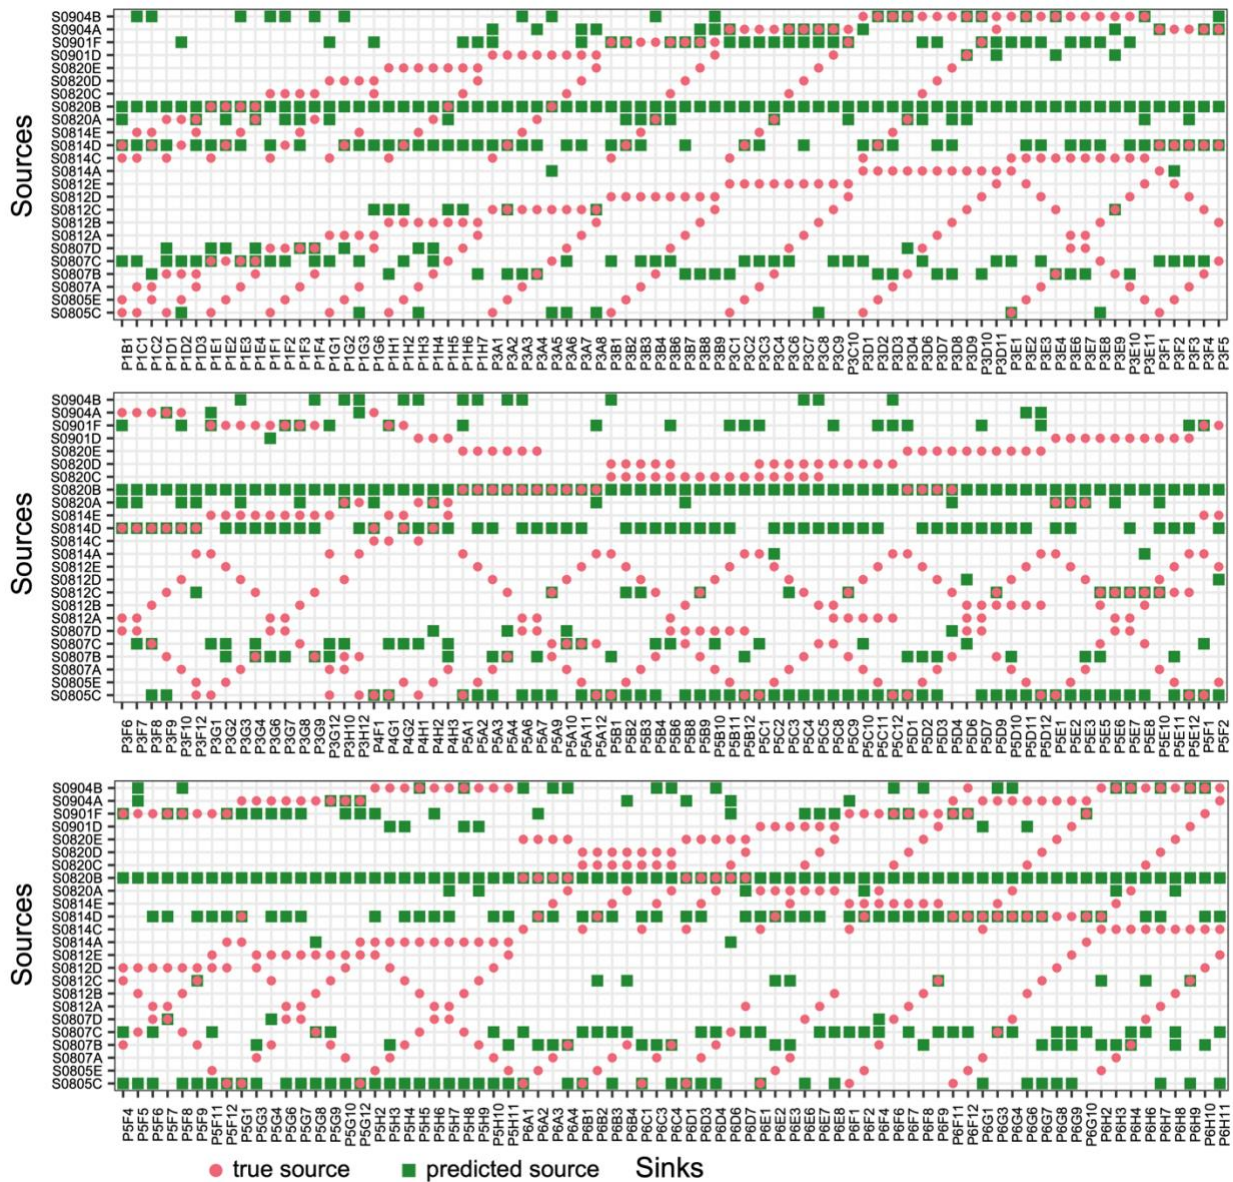 Sources
S0904B
S0904A
S0901F
S0901D
S0820E
S0820D
S0820C
S0820B
S0820A
S0814E
S0814D
S0814C
S0814A
S0812E
S0812D
S0812C
S0812B
S0812A
S0807D
S0807C
S0807B
S0807A
S0805E
S0805C
P1B1 P1C1 P1C2 P1D1 P1D2 P1D3 P1E1 P1E2 P1E3 P1E4 P1F1 P1F2 P1F3 P1F4 P1G1 P1G2 P1G3 P1G6 P1H1 P1H2 P1H3 P1H4 P1H5 P1H6 P1H7 P3A1 P3A2 P3A3 P3A4 P3A5 P3A6 P3A7 P3A8 P3B1 P3B2 P3B3 P3B4 P3B6 P3B7 P3B8 P3B9 P3C1 P3C2 P3C3 P3C4 P3C6 P3C7 P3C8 P3C9 P3C10 P3D1 P3D2 P3D3 P3D4 P3D6 P3D7 P3D8 P3D9 P3D10 P3D11 P3E1 P3E2 P3E3 P3E4 P3E6 P3E7 P3E8 P3E9 P3E10 P3E11 P3F1 P3F2 P3F3 P3F4 P3F5
S0904B
S0904A
S0901F
S0901D
S0820E
S0820D
S0820C
S0820B
S0820A
S0814E
S0814D
S0814C
S0814A
S0812E
S0812D
S0812C
S0812B
S0812A
S0807D
S0807C
S0807B
S0807A
S0805E
S0805C
P3F6 P3F7 P3F8 P3F9 P3F10 P3F12 P3G1 P3G2 P3G3 P3G4 P3G6 P3G7 P3G8 P3G9 P3G12 P3H10 P3H12 P4F1 P4G1 P4G2 P4H1 P4H2 P4H3 P5A1 P5A2 P5A3 P5A4 P5A6 P5A7 P5A9 P5A10 P5A11 P5A12 P5B1 P5B2 P5B3 P5B4 P5B6 P5B8 P5B9 P5B10 P5B11 P5B12 P5C1 P5C2 P5C3 P5C4 P5C5 P5C8 P5C9 P5C10 P5C11 P5C12 P5D1 P5D2 P5D3 P5D4 P5D6 P5D7 P5D9 P5D10 P5D11 P5D12 P5E1 P5E2 P5E3 P5E5 P5E6 P5E7 P5E8 P5E10 P5E11 P5E12 P5F1 P5F2
Sources
S0904B
S0904A
S0901F
S0901D
S0820E
S0820D
S0820C
S0820B
S0820A
S0814E
S0814D
S0814C
S0814A
S0812E
S0812D
S0812C
S0812B
S0812A
S0807D
S0807C
S0807B
S0807A
S0805E
S0805C
P5F4 P5F5 P5F6 P5F7 P5F8 P5F9 P5F11 P5F12 P5G1 P5G3 P5G4 P5G6 P5G7 P5G8 P5G9 P5G10 P5G12 P5H2 P5H3 P5H4 P5H5 P5H6 P5H7 P5H8 P5H9 P5H10 P5H11 P6A1 P6A2 P6A3 P6A4 P6B1 P6B2 P6B3 P6B4 P6C1 P6C3 P6C4 P6D1 P6D3 P6D4 P6D6 P6D7 P6E1 P6E2 P6E3 P6E6 P6E7 P6E8 P6F1 P6F2 P6F4 P6F6 P6F7 P6F8 P6F9 P6F11 P6F12 P6G1 P6G3 P6G4 P6G6 P6G7 P6G8 P6G9 P6G10 P6H2 P6H3 P6H4 P6H6 P6H7 P6H8 P6H9 P6H10 P6H11
true source predicted source Sinks